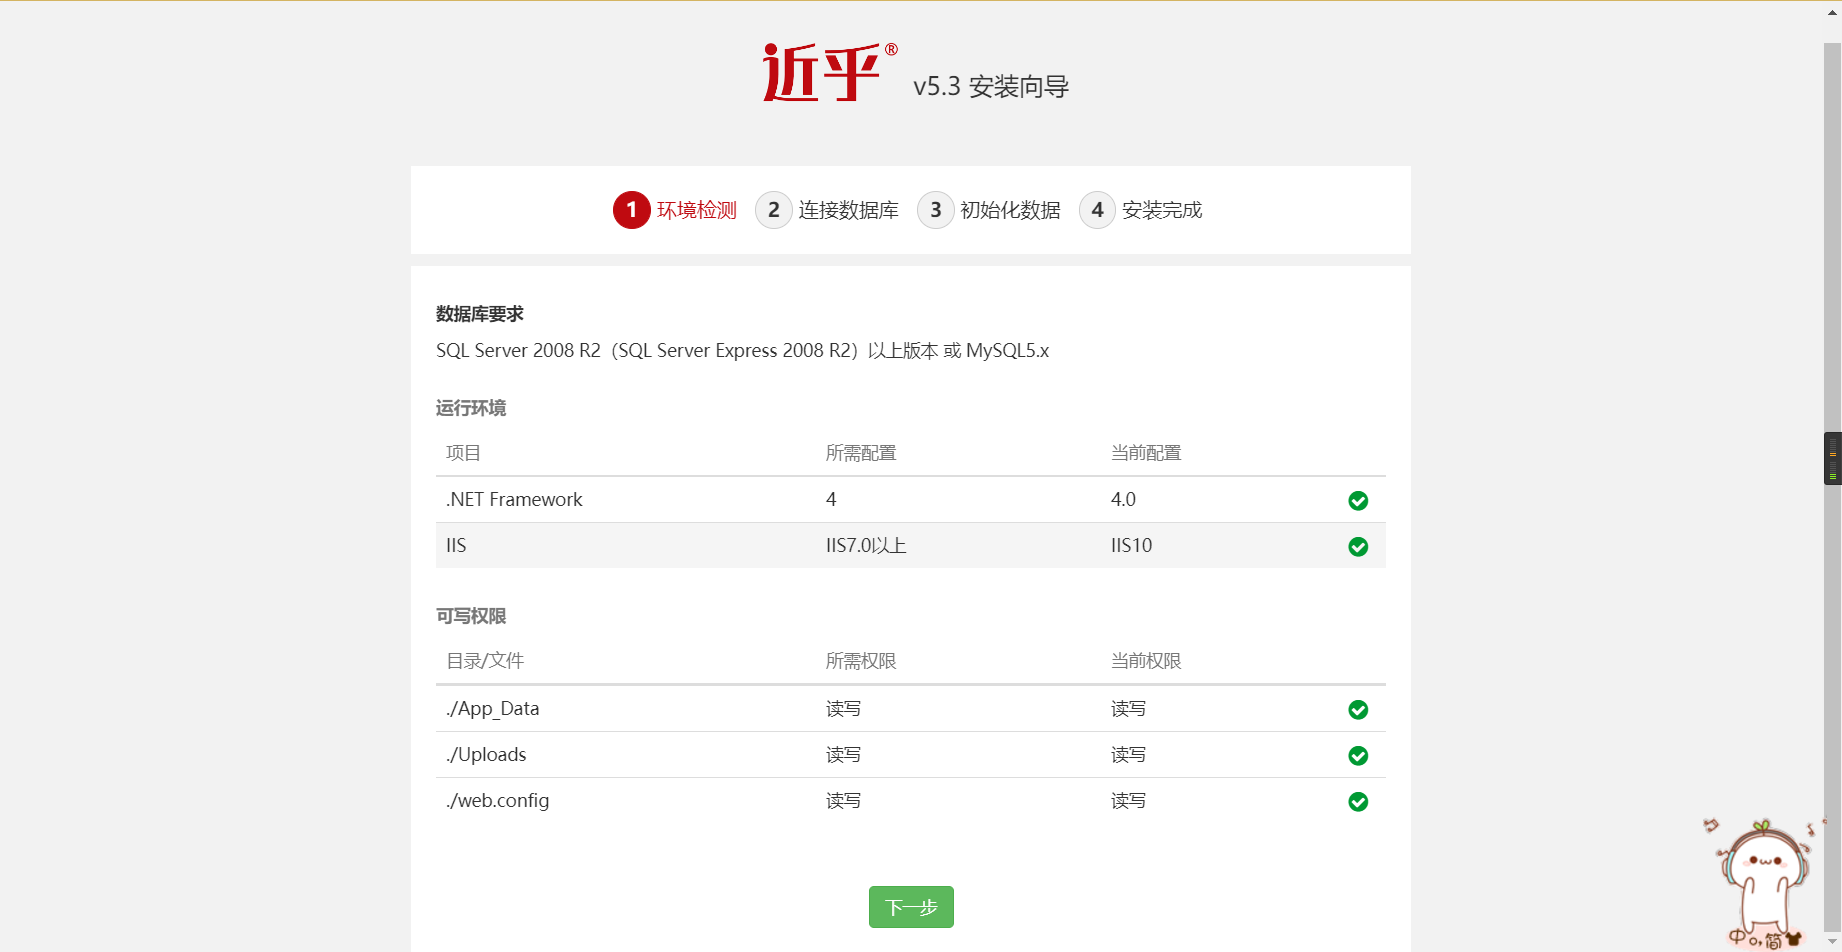 近乎® v5.3 安装向导
1 环境检测 2 连接数据库 3 初始化数据 4 安装完成
数据库要求
SQL Server 2008 R2（SQL Server Express 2008 R2）以上版本 或 MySQL5.x
运行环境
项目 所需配置 当前配置
.NET Framework 4 4.0
IIS IIS7.0以上 IIS10
可写权限
目录/文件 所需权限 当前权限
./App_Data 读写 读写
./Uploads 读写 读写
./web.config 读写 读写
下一步
中 简